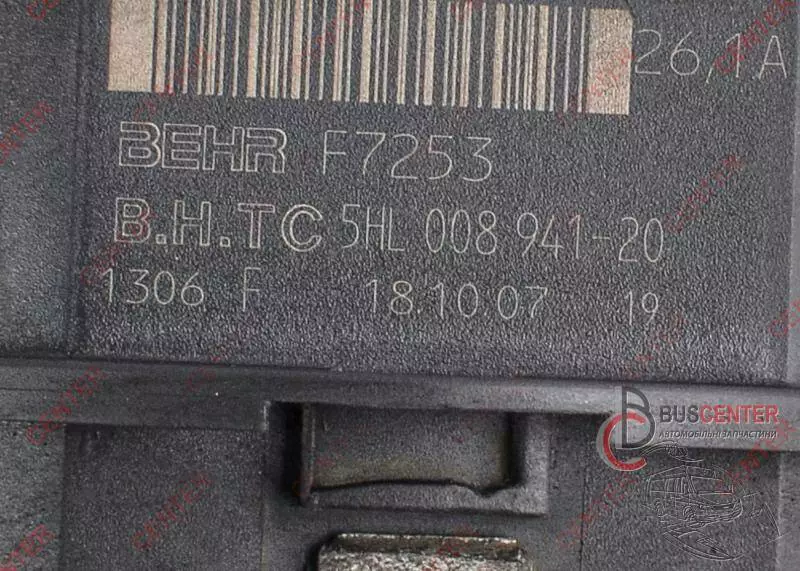 26,1A
BEHR F7253
B.H.TC 5HL 008 941-20
1306 F 18.10.07 19
BUSCENTER
АВТОМОБІЛЬНІ ЗАПЧАСТИНИ